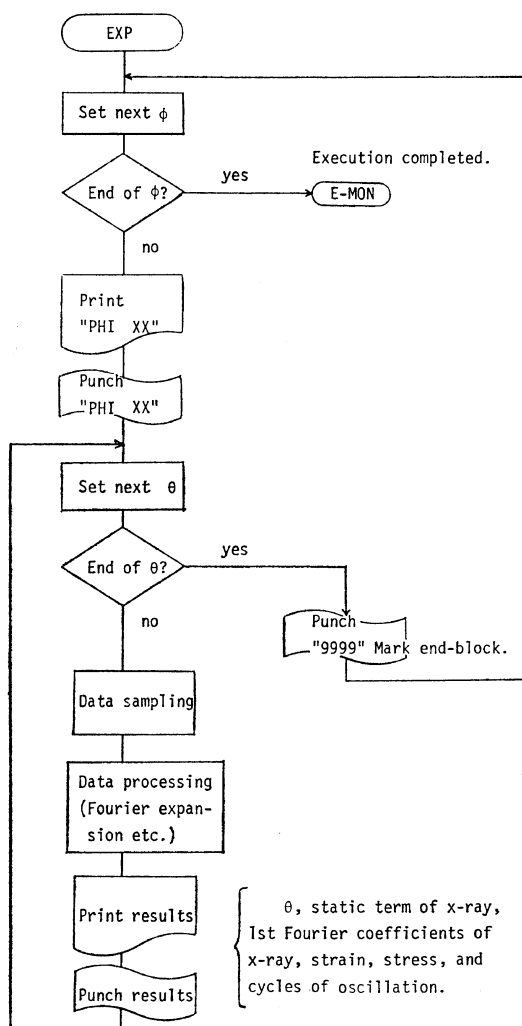 EXP
Set next φ
End of φ?
yes
Execution completed.
E-MON
no
Print
"PHI XX"
Punch
"PHI XX"
Set next θ
End of θ?
yes
no
Punch
"9999" Mark end-block.
Data sampling
Data processing
(Fourier expan-
sion etc.)
Print results
Punch results
θ, static term of x-ray,
1st Fourier coefficients of
x-ray, strain, stress, and
cycles of oscillation.